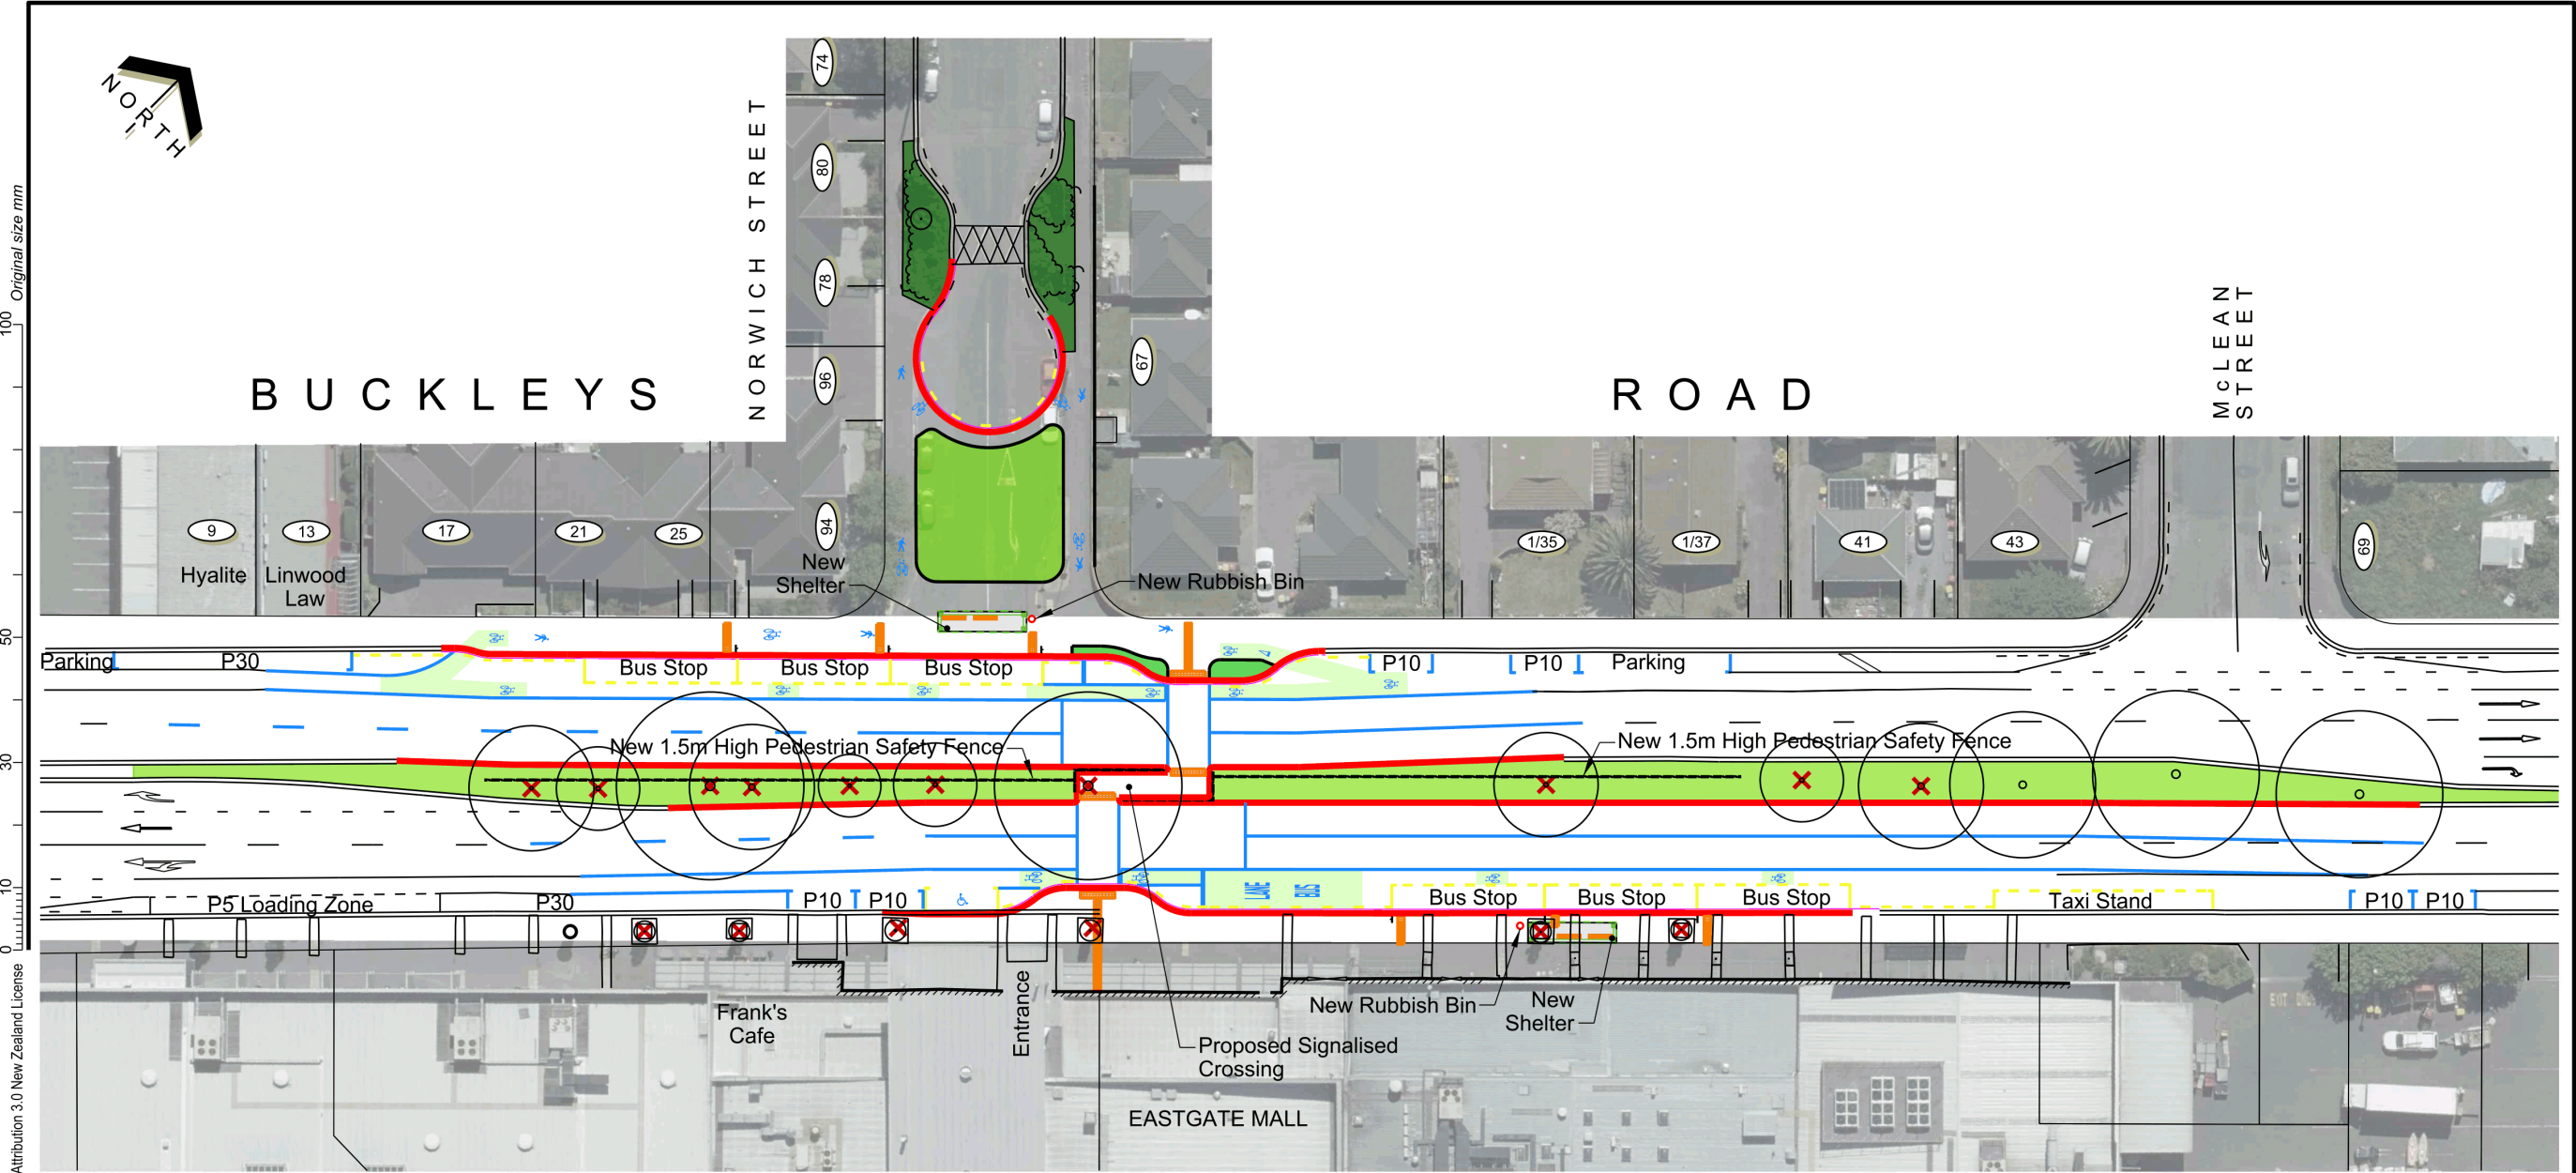 NORTH
Original size mm
100
50
30
10
0
Attribution 3.0 New Zealand License
BUCKLEYS
ROAD
NORWICH STREET
McLEAN
STREET
74
80
78
96
94
67
9
13
17
21
25
1/35
1/37
41
43
69
Hyalite
Linwood
Law
New
Shelter
New Rubbish Bin
Parking
P30
Bus Stop
Bus Stop
Bus Stop
P10
P10
Parking
New 1.5m High Pedestrian Safety Fence
New 1.5m High Pedestrian Safety Fence
LANE
BUS
P5 Loading Zone
P30
P10
P10
Bus Stop
Bus Stop
Bus Stop
Taxi Stand
P10
P10
Frank's
Cafe
Entrance
New Rubbish Bin
New
Shelter
Proposed Signalised
Crossing
EASTGATE MALL